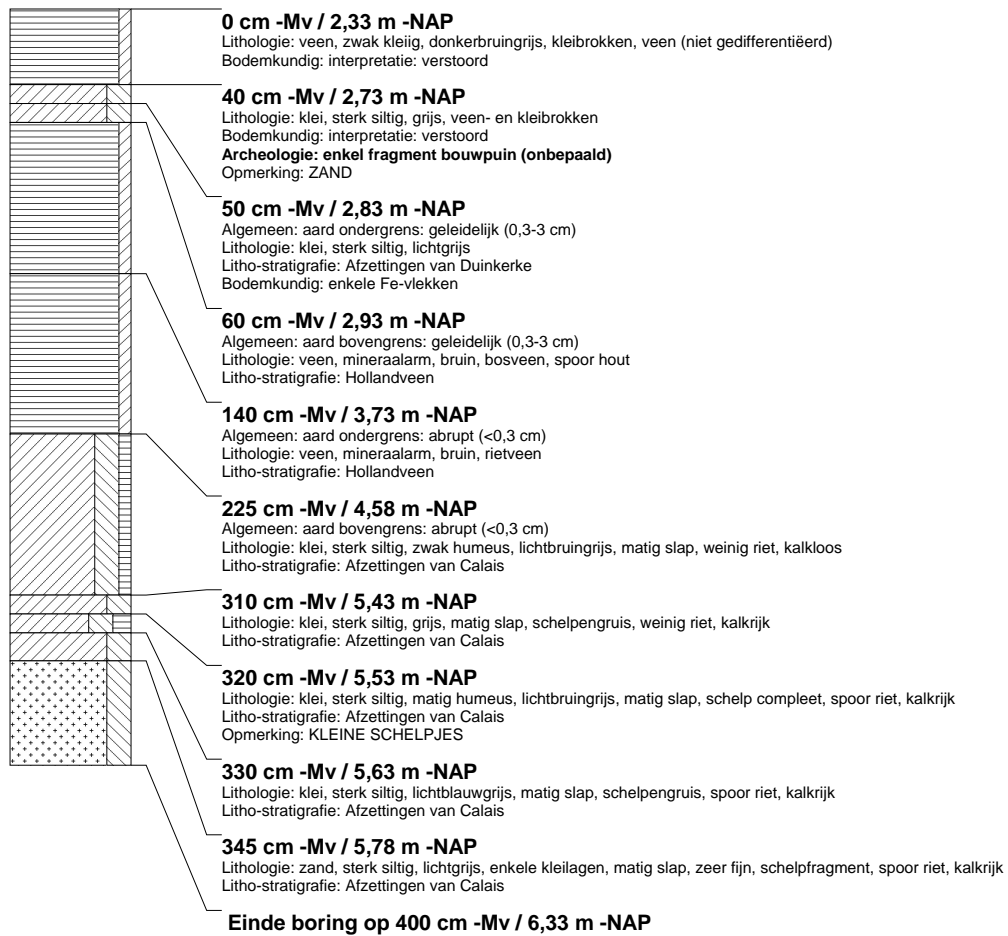 0 cm -Mv / 2,33 m -NAP
Lithologie: veen, zwak kleiig, donkerbruingrijs, kleibrokken, veen (niet gedifferentiëerd)
Bodemkundig: interpretatie: verstoord
40 cm -Mv / 2,73 m -NAP
Lithologie: klei, sterk siltig, grijs, veen- en kleibrokken
Bodemkundig: interpretatie: verstoord
Archeologie: enkel fragment bouwpuin (onbepaald)
Opmerking: ZAND
50 cm -Mv / 2,83 m -NAP
Algemeen: aard ondergrens: geleidelijk (0,3-3 cm)
Lithologie: klei, sterk siltig, lichtgrijs
Litho-stratigrafie: Afzettingen van Duinkerke
Bodemkundig: enkele Fe-vlekken
60 cm -Mv / 2,93 m -NAP
Algemeen: aard bovengrens: geleidelijk (0,3-3 cm)
Lithologie: veen, mineraalarm, bruin, bosveen, spoor hout
Litho-stratigrafie: Hollandveen
140 cm -Mv / 3,73 m -NAP
Algemeen: aard ondergrens: abrupt (<0,3 cm)
Lithologie: veen, mineraalarm, bruin, rietveen
Litho-stratigrafie: Hollandveen
225 cm -Mv / 4,58 m -NAP
Algemeen: aard bovengrens: abrupt (<0,3 cm)
Lithologie: klei, sterk siltig, zwak humeus, lichtbruingrijs, matig slap, weinig riet, kalkloos
Litho-stratigrafie: Afzettingen van Calais
310 cm -Mv / 5,43 m -NAP
Lithologie: klei, sterk siltig, grijs, matig slap, schelpengruis, weinig riet, kalkrijk
Litho-stratigrafie: Afzettingen van Calais
320 cm -Mv / 5,53 m -NAP
Lithologie: klei, sterk siltig, matig humeus, lichtbruingrijs, matig slap, schelp compleet, spoor riet, kalkrijk
Litho-stratigrafie: Afzettingen van Calais
Opmerking: KLEINE SCHELPJES
330 cm -Mv / 5,63 m -NAP
Lithologie: klei, sterk siltig, lichtblauwgrijs, matig slap, schelpengruis, spoor riet, kalkrijk
Litho-stratigrafie: Afzettingen van Calais
345 cm -Mv / 5,78 m -NAP
Lithologie: zand, sterk siltig, lichtgrijs, enkele kleilagen, matig slap, zeer fijn, schelpfragment, spoor riet, kalkrijk
Litho-stratigrafie: Afzettingen van Calais
Einde boring op 400 cm -Mv / 6,33 m -NAP